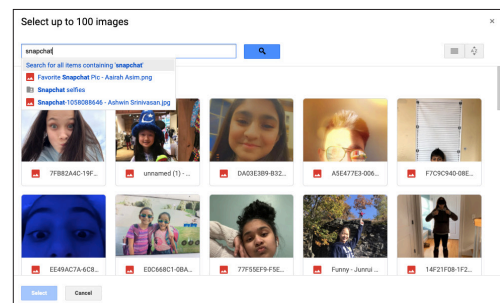 Select up to 100 images
×
snapchat
Search for all items containing 'snapchat'
Favorite Snapchat Pic - Aairah Asim.png
Snapchat selfies
Snapchat-1058088646 - Ashwin Srinivasan.jpg
7FB82A4C-19F...
unnamed (1) - ...
DA03E3B9-B32...
A5E477E3-006...
F7C9C940-08E...
EE49AC7A-6C8...
E0C668C1-0BA...
77F55EF9-F5E...
Funny - Junrui ...
14F21F08-1F2...
Select
Cancel